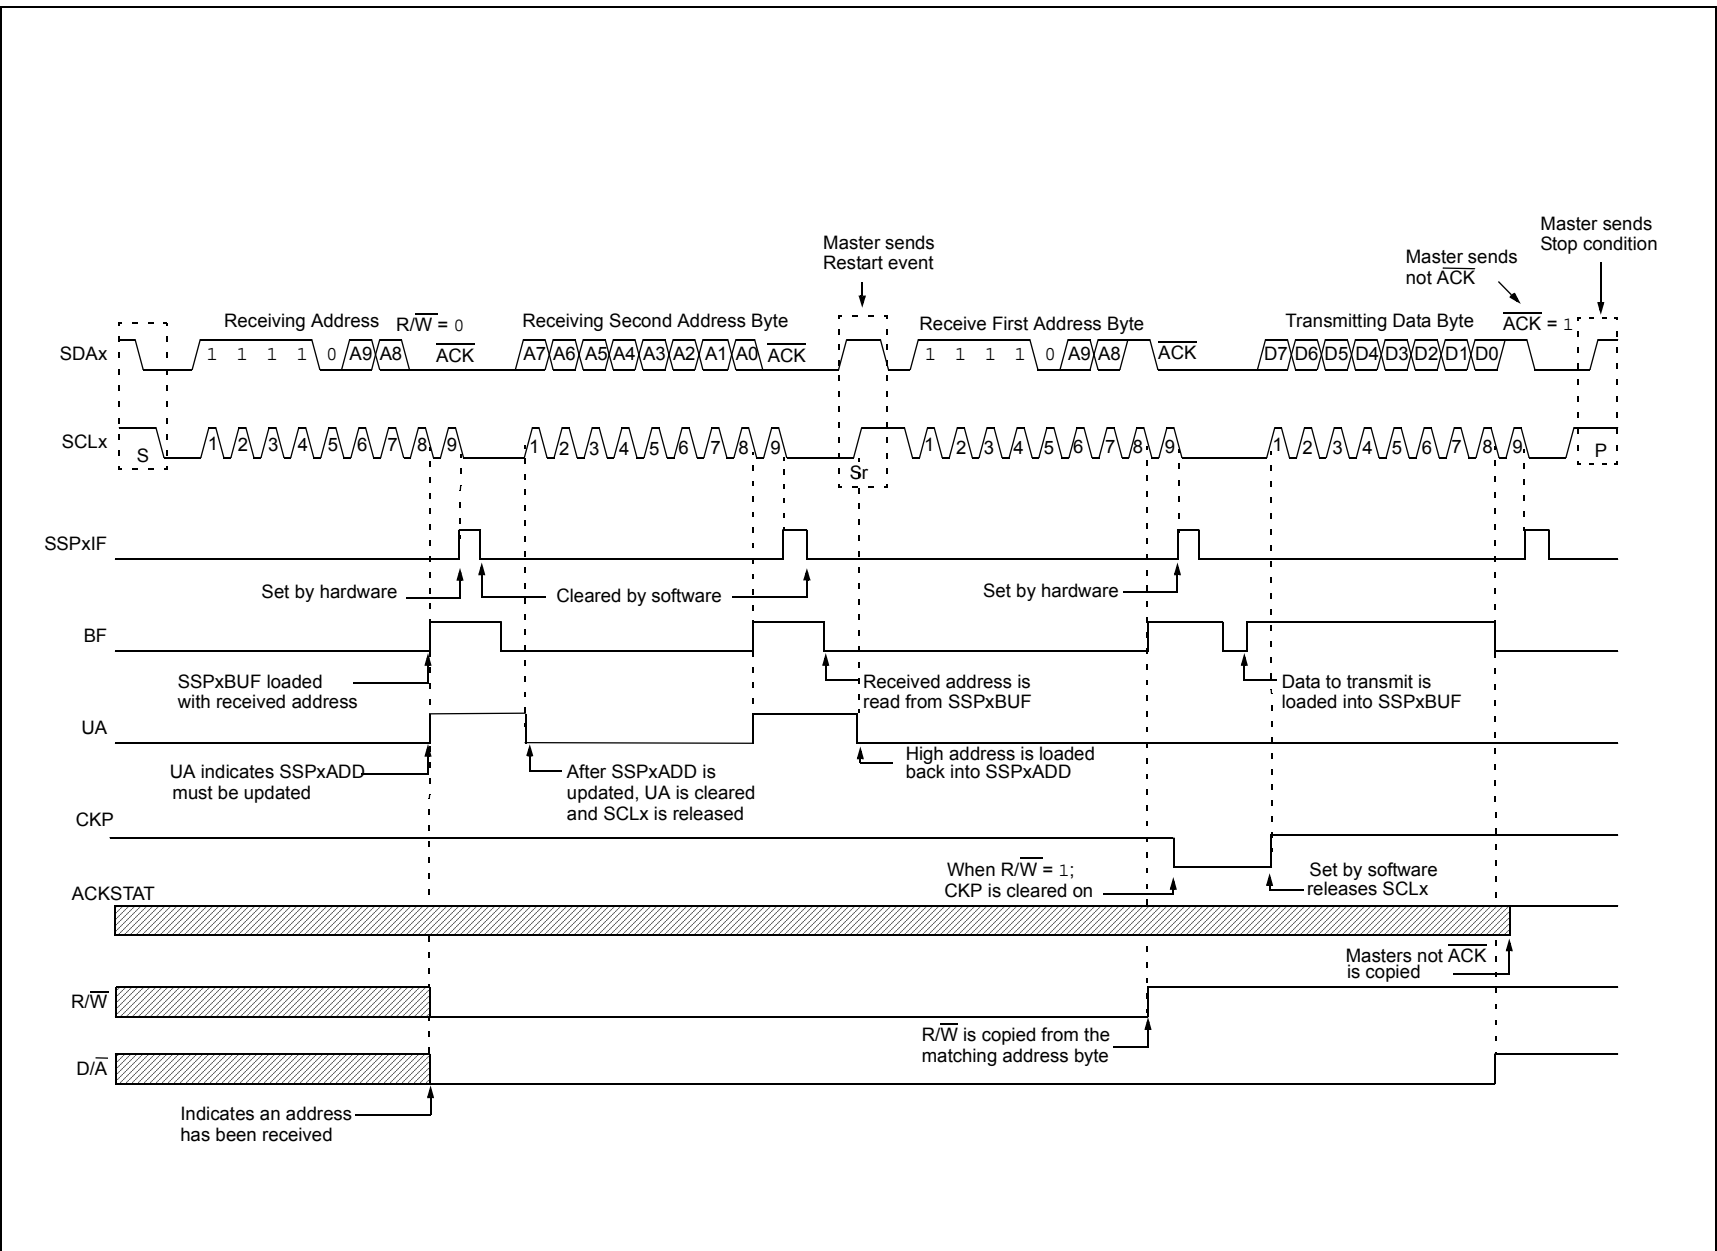 Master sends
Stop condition
Master sends
Restart event
Master sends
not A̅C̅K̅
Receiving Address R/W̅ = 0
Receiving Second Address Byte
Receive First Address Byte
Transmitting Data Byte
A̅C̅K̅ = 1
SDAx
1 1 1 1 0 A9 A8 A̅C̅K̅ A7 A6 A5 A4 A3 A2 A1 A0 A̅C̅K̅ 1 1 1 1 0 A9 A8 A̅C̅K̅ D7 D6 D5 D4 D3 D2 D1 D0
SCLx
S 1 2 3 4 5 6 7 8 9 1 2 3 4 5 6 7 8 9 Sr 1 2 3 4 5 6 7 8 9 1 2 3 4 5 6 7 8 9 P
SSPxIF
Set by hardware
Cleared by software
Set by hardware
BF
SSPxBUF loaded
with received address
Received address is
read from SSPxBUF
Data to transmit is
loaded into SSPxBUF
UA
UA indicates SSPxADD
must be updated
After SSPxADD is
updated, UA is cleared
and SCLx is released
High address is loaded
back into SSPxADD
CKP
When R/W̅ = 1;
CKP is cleared on
Set by software
releases SCLx
ACKSTAT
Masters not A̅C̅K̅
is copied
R/W̅
R/W̅ is copied from the
matching address byte
D/A̅
Indicates an address
has been received